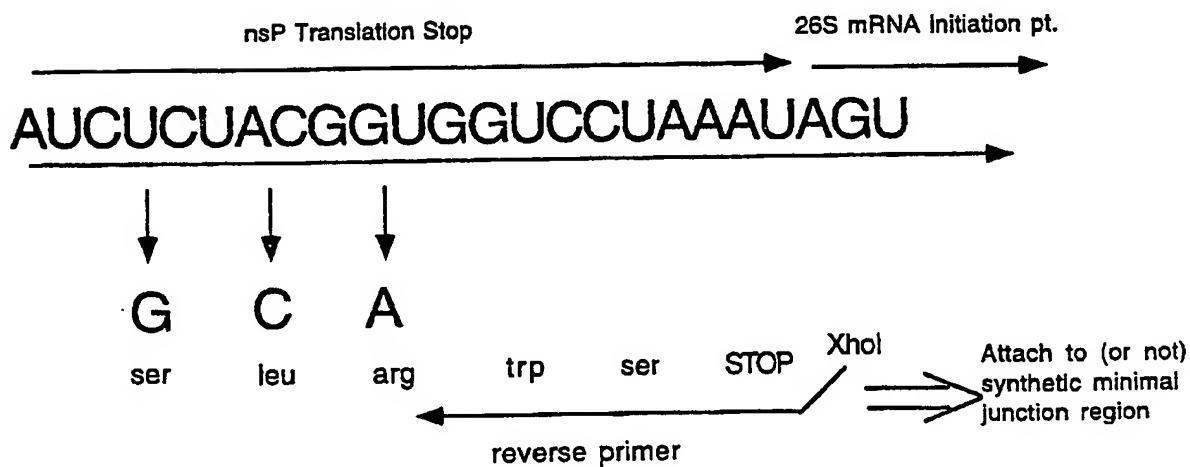 nsP Translation Stop
26S mRNA initiation pt.
AUCUCUACGGUGGUCCUAAAUAGU
G C A
ser leu arg trp ser STOP XhoI
Attach to (or not)
synthetic minimal
junction region
reverse primer